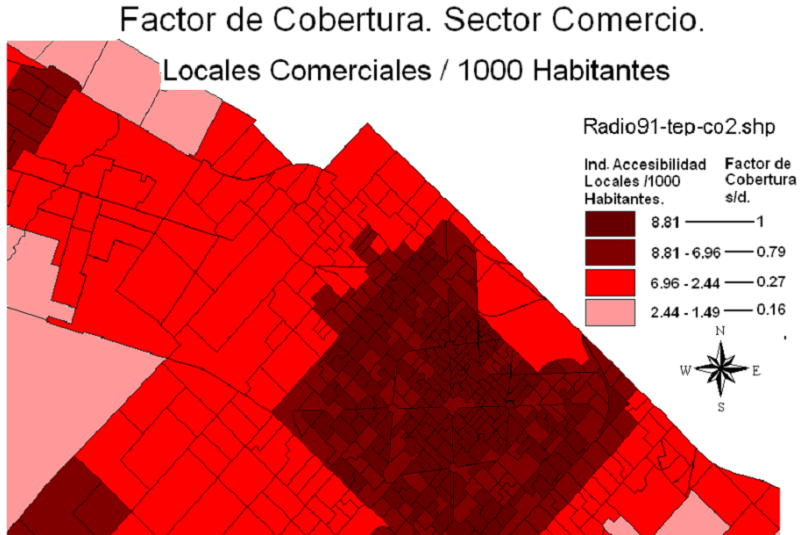 Factor de Cobertura. Sector Comercio.
Locales Comerciales / 1000 Habitantes
Radio91-tep-co2.shp
Ind. Accesibilidad Factor de
Locales /1000 Cobertura
Habitantes. s/d.
8.81 1
8.81 - 6.96 0.79
6.96 - 2.44 0.27
2.44 - 1.49 0.16
N
W E
S